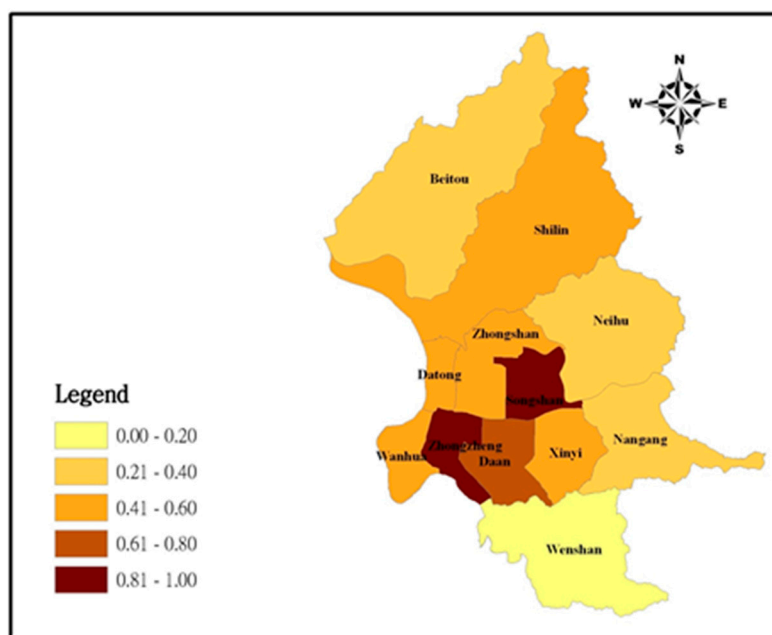 N
W E
S
Beitou
Shilin
Neihu
Zhongshan
Datong
Songshan
Zhongzheng
Nangang
Wanhua
Daan
Xinyi
Wenshan
Legend
0.00 - 0.20
0.21 - 0.40
0.41 - 0.60
0.61 - 0.80
0.81 - 1.00